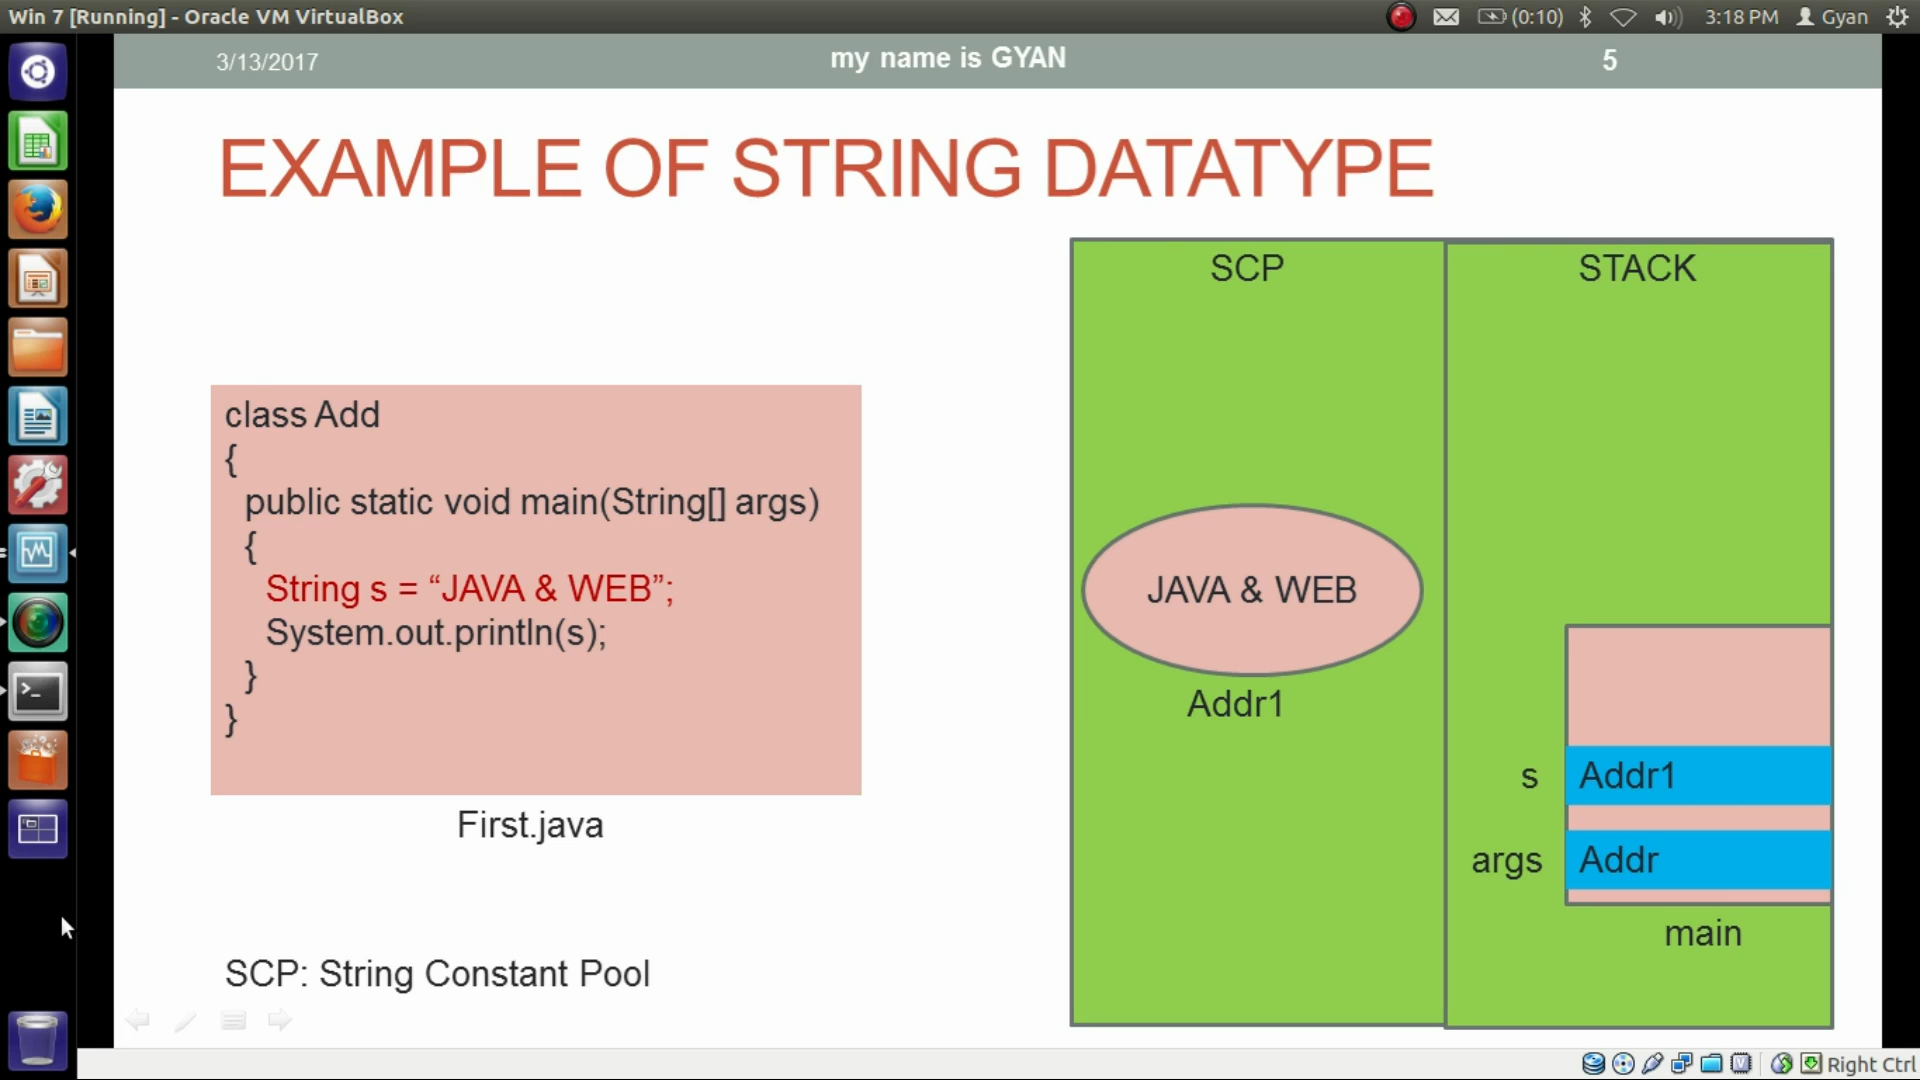 Win 7 [Running] - Oracle VM VirtualBox
(0:10)
3:18 PM
Gyan
3/13/2017
my name is GYAN
5
EXAMPLE OF STRING DATATYPE
class Add
{
public static void main(String[] args)
{
String s = “JAVA & WEB”;
System.out.println(s);
}
}
First.java
SCP: String Constant Pool
SCP
STACK
JAVA & WEB
Addr1
s
Addr1
args
Addr
main
Right Ctrl